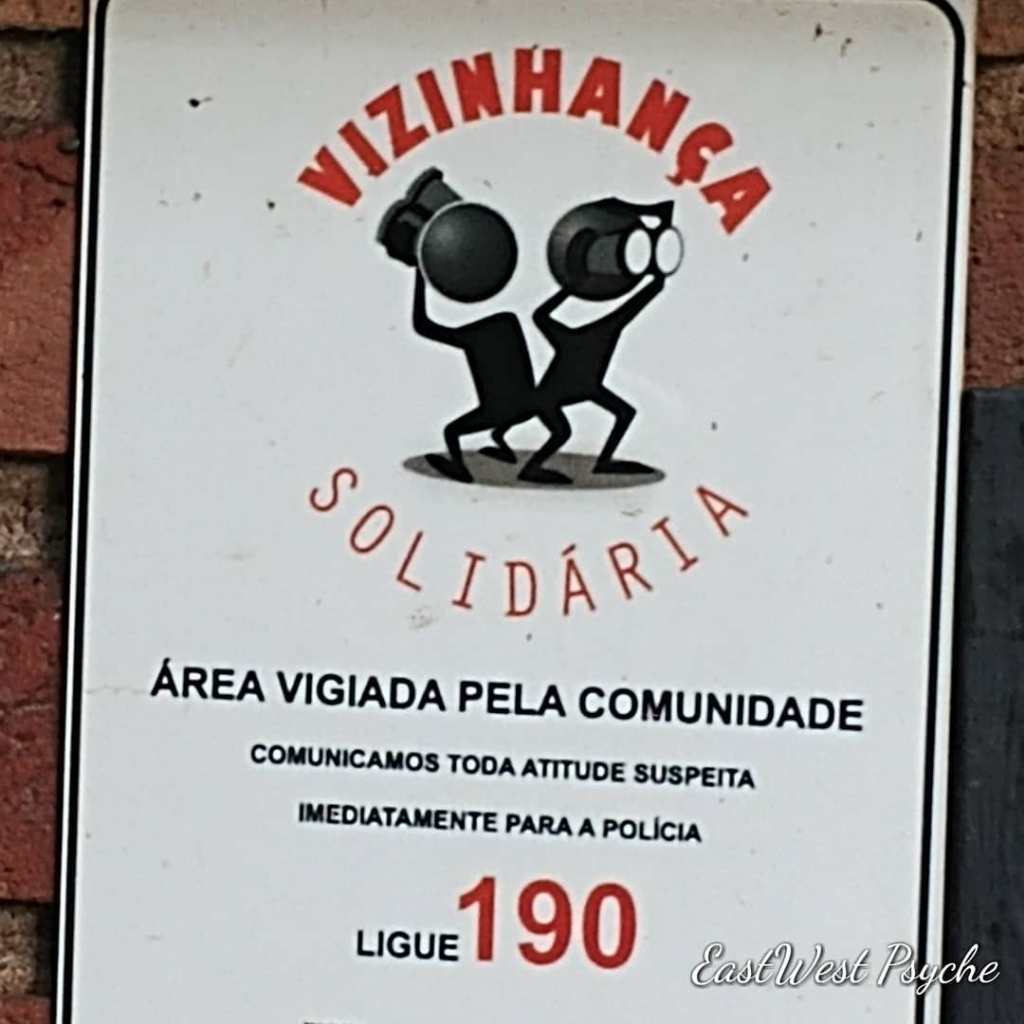 VIZINHANÇA
SOLIDÁRIA
ÁREA VIGIADA PELA COMUNIDADE
COMUNICAMOS TODA ATITUDE SUSPEITA
IMEDIATAMENTE PARA A POLÍCIA
LIGUE 190
EastWest Psyche